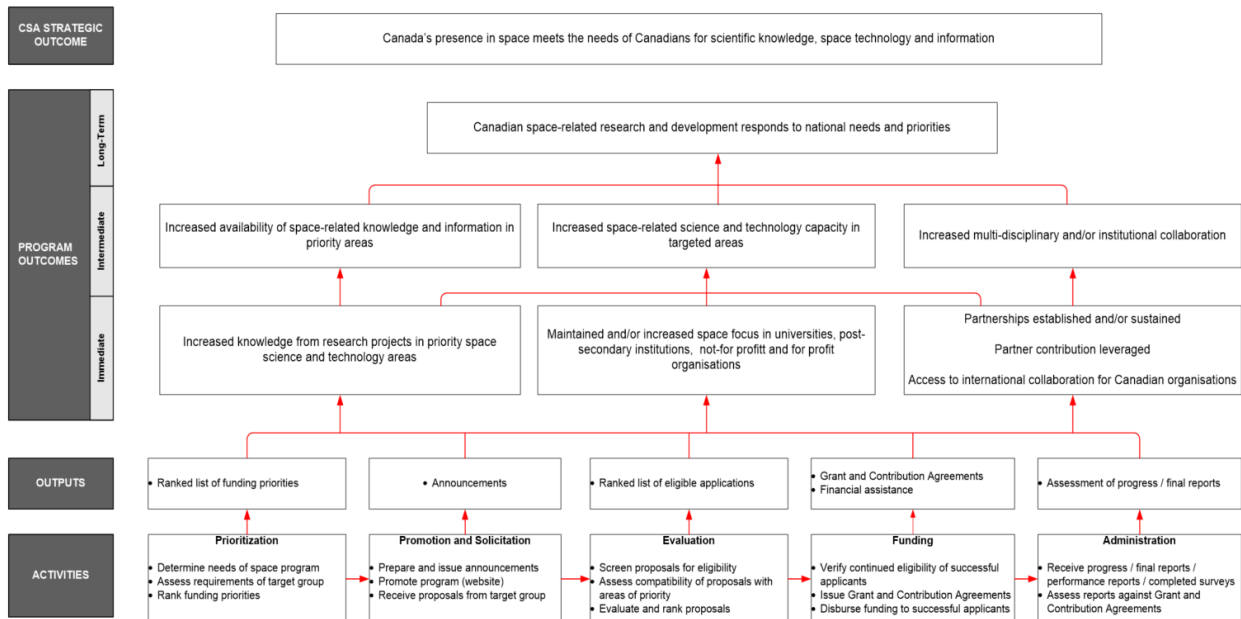 CSA STRATEGIC
OUTCOME
Canada's presence in space meets the needs of Canadians for scientific knowledge, space technology and information
PROGRAM
OUTCOMES
Long-Term
Canadian space-related research and development responds to national needs and priorities
Intermediate
Increased availability of space-related knowledge and information in
priority areas
Increased space-related science and technology capacity in
targeted areas
Increased multi-disciplinary and/or institutional collaboration
Immediate
Increased knowledge from research projects in priority space
science and technology areas
Maintained and/or increased space focus in universities, post-
secondary institutions, not-for profitt and for profit
organisations
Partnerships established and/or sustained
Partner contribution leveraged
Access to international collaboration for Canadian organisations
OUTPUTS
• Ranked list of funding priorities
• Announcements
• Ranked list of eligible applications
• Grant and Contribution Agreements
• Financial assistance
• Assessment of progress / final reports
ACTIVITIES
Prioritization
• Determine needs of space program
• Assess requirements of target group
• Rank funding priorities
Promotion and Solicitation
• Prepare and issue announcements
• Promote program (website)
• Receive proposals from target group
Evaluation
• Screen proposals for eligibility
• Assess compatibility of proposals with
areas of priority
• Evaluate and rank proposals
Funding
• Verify continued eligibility of successful
applicants
• Issue Grant and Contribution Agreements
• Disburse funding to successful applicants
Administration
• Receive progress / final reports /
performance reports / completed surveys
• Assess reports against Grant and
Contribution Agreements